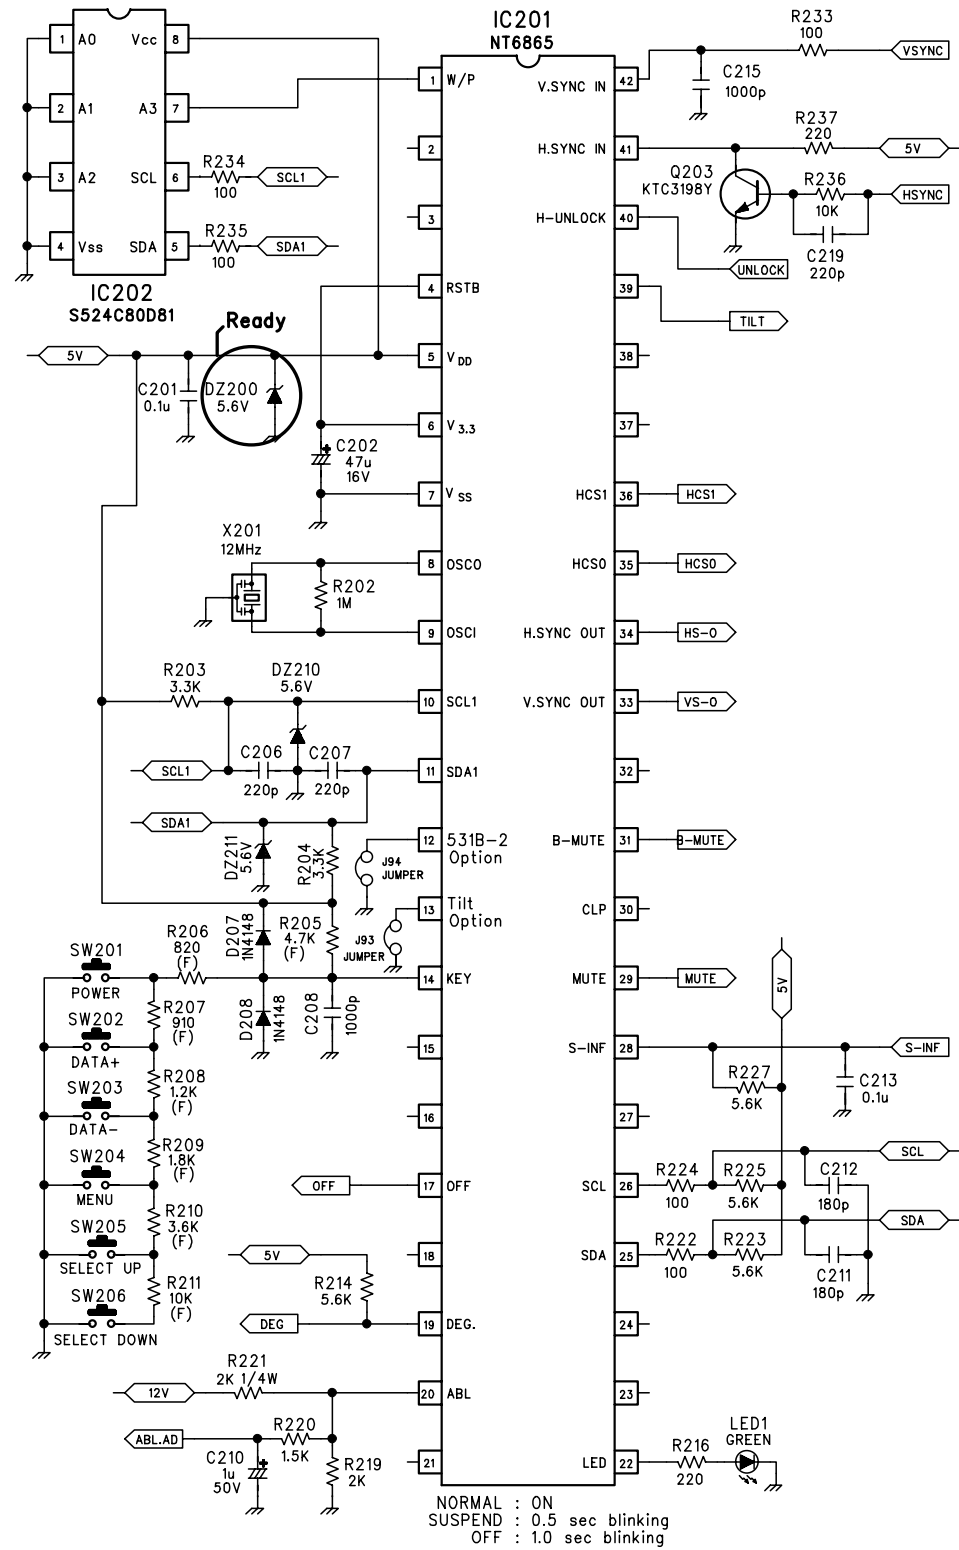 IC201
NT6865
1 A0
Vcc 8
2 A1
A3 7
3 A2
SCL 6
4 Vss
SDA 5
IC202
S524C80D81
R234
100
SCL1
R235
100
SDA1
Ready
5V
C201
0.1u
DZ200
5.6V
C202
47u
16V
X201
12MHz
R202
1M
R203
3.3K
DZ210
5.6V
SCL1
C206
220p
C207
220p
SDA1
DZ211
5.6V
R204
3.3K
J94
JUMPER
J93
JUMPER
D207
1N4148
R205
4.7K
(F)
R206
820
(F)
SW201
POWER
R207
910
(F)
D208
1N4148
C208
1000p
SW202
DATA+
R208
1.2K
(F)
SW203
DATA-
R209
1.8K
(F)
SW204
MENU
R210
3.6K
(F)
SW205
SELECT UP
R211
10K
(F)
SW206
SELECT DOWN
OFF
5V
R214
5.6K
DEG
R221
2K 1/4W
12V
ABL.AD
R220
1.5K
C210
1u
50V
R219
2K
1 W/P
2
3
4 RSTB
5 VDD
6 V3.3
7 VSS
8 OSCO
9 OSCI
10 SCL1
11 SDA1
12 531B-2
Option
13 Tilt
Option
14 KEY
15
16
17 OFF
18
19 DEG.
20 ABL
21
V.SYNC IN 42
H.SYNC IN 41
H-UNLOCK 40
39
38
37
HCS1 36
HCS0 35
H.SYNC OUT 34
V.SYNC OUT 33
32
B-MUTE 31
CLP 30
MUTE 29
S-INF 28
27
SCL 26
SDA 25
24
23
LED 22
R233
100
VSYNC
C215
1000p
R237
220
5V
Q203
KTC3198Y
R236
10K
HSYNC
C219
220p
UNLOCK
TILT
HCS1
HCS0
HS-O
VS-O
B-MUTE
MUTE
5V
S-INF
R227
5.6K
C213
0.1u
SCL
R224
100
R225
5.6K
C212
180p
SDA
R222
100
R223
5.6K
C211
180p
LED1
GREEN
R216
220
NORMAL : ON
SUSPEND : 0.5 sec blinking
OFF : 1.0 sec blinking